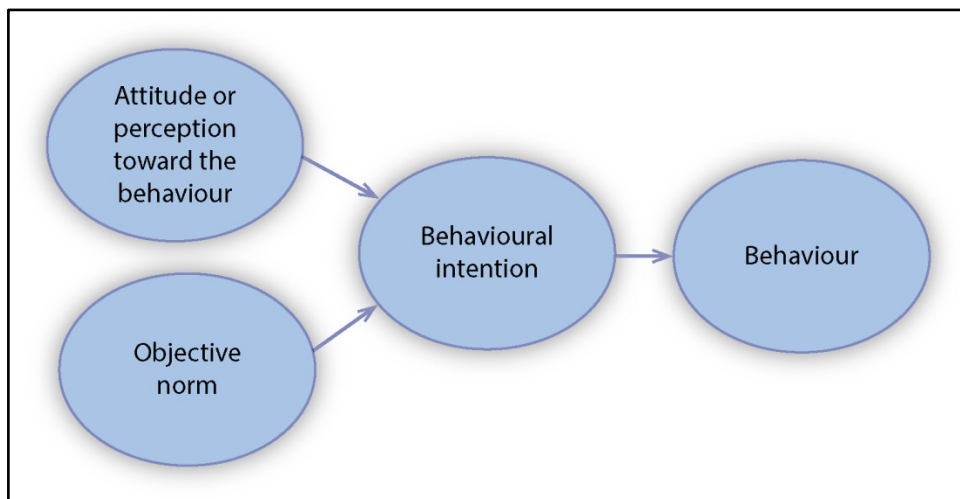 Attitude or
perception
toward the
behaviour
Objective
norm
Behavioural
intention
Behaviour